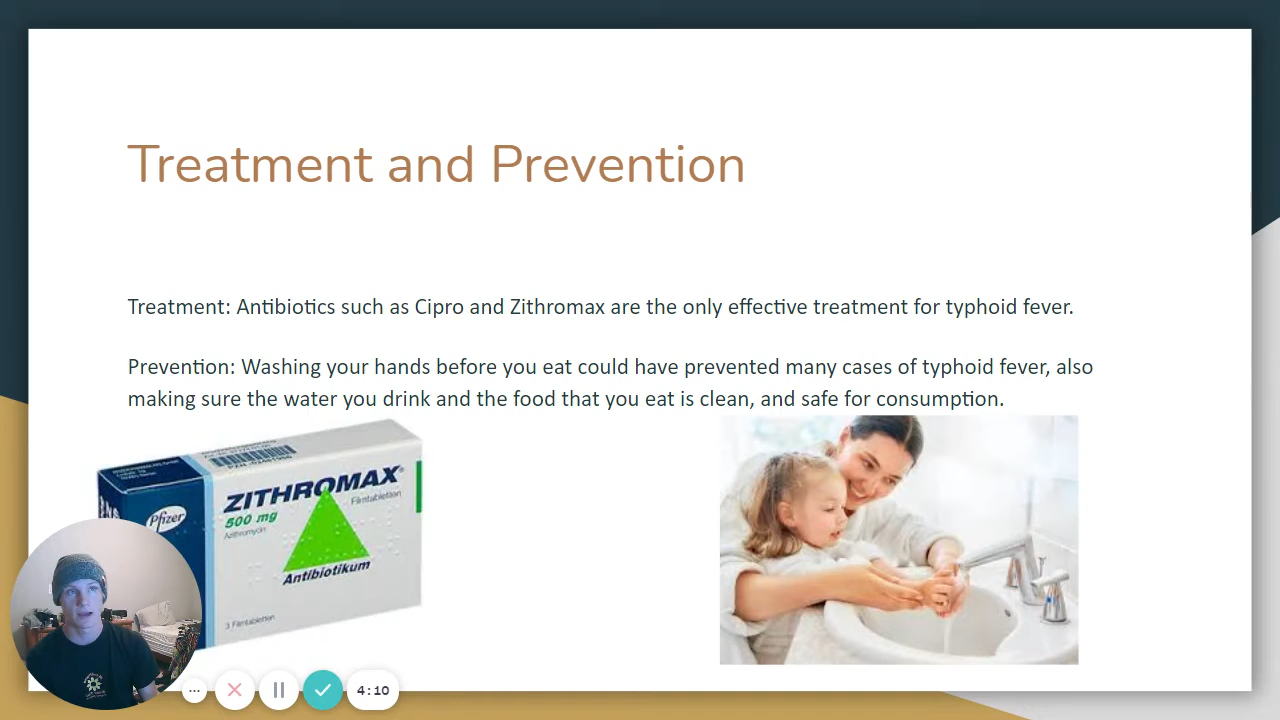 Treatment and Prevention
Treatment: Antibiotics such as Cipro and Zithromax are the only effective treatment for typhoid fever.
Prevention: Washing your hands before you eat could have prevented many cases of typhoid fever, also
making sure the water you drink and the food that you eat is clean, and safe for consumption.
Pfizer
ZITHROMAX®
Filmtabletten
500 mg
Azithromycin
Antibiotikum
3 Filmtabletten
4:10